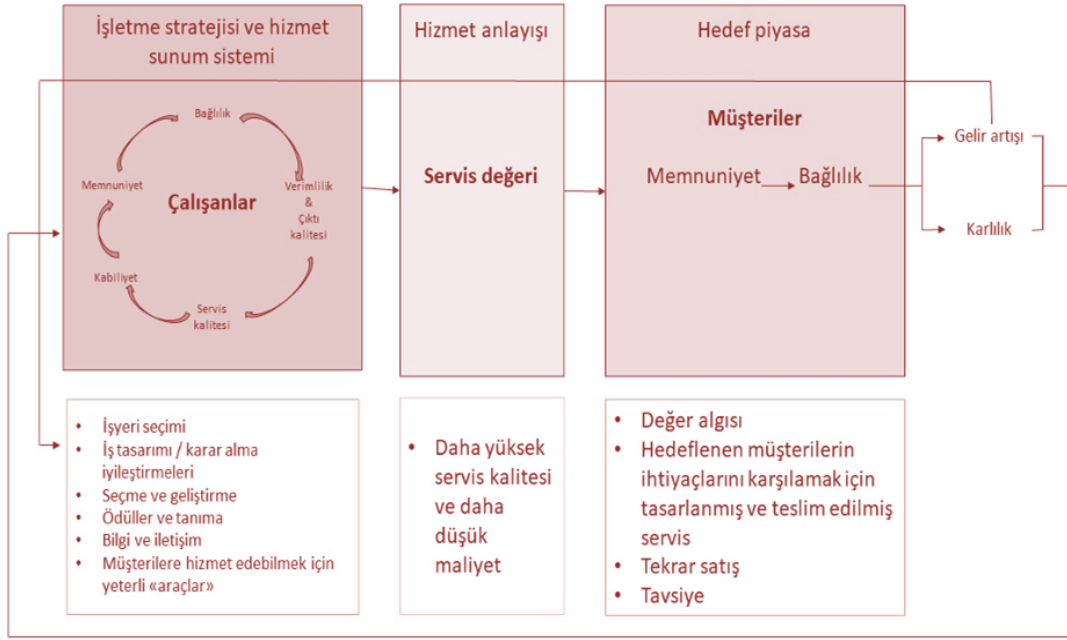 İşletme stratejisi ve hizmet
sunum sistemi
Bağlılık
Memnuniyet
Çalışanlar
Verimlilik
&
Çıktı
kalitesi
Kabiliyet
Servis
kalitesi
Hizmet anlayışı
Servis değeri
Hedef piyasa
Müşteriler
Memnuniyet
Bağlılık
Gelir artışı
Karlılık
• İşyeri seçimi
• İş tasarımı / karar alma
iyileştirmeleri
• Seçme ve geliştirme
• Ödüller ve tanıma
• Bilgi ve iletişim
• Müşterilere hizmet edebilmek için
yeterli «araçlar»
• Daha yüksek
servis kalitesi
ve daha
düşük
maliyet
• Değer algısı
• Hedeflenen müşterilerin
ihtiyaçlarını karşılamak için
tasarlanmış ve teslim edilmiş
servis
• Tekrar satış
• Tavsiye